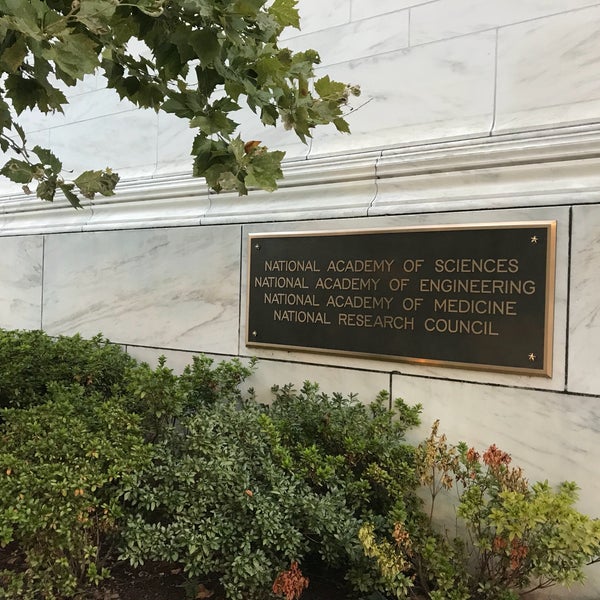 NATIONAL ACADEMY OF SCIENCES
NATIONAL ACADEMY OF ENGINEERING
NATIONAL ACADEMY OF MEDICINE
NATIONAL RESEARCH COUNCIL